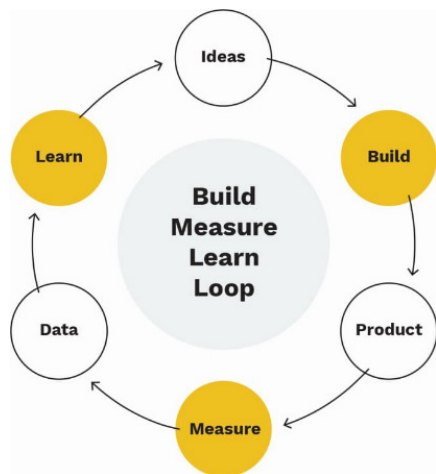 Ideas
Build
Product
Measure
Data
Learn
Build
Measure
Learn
Loop